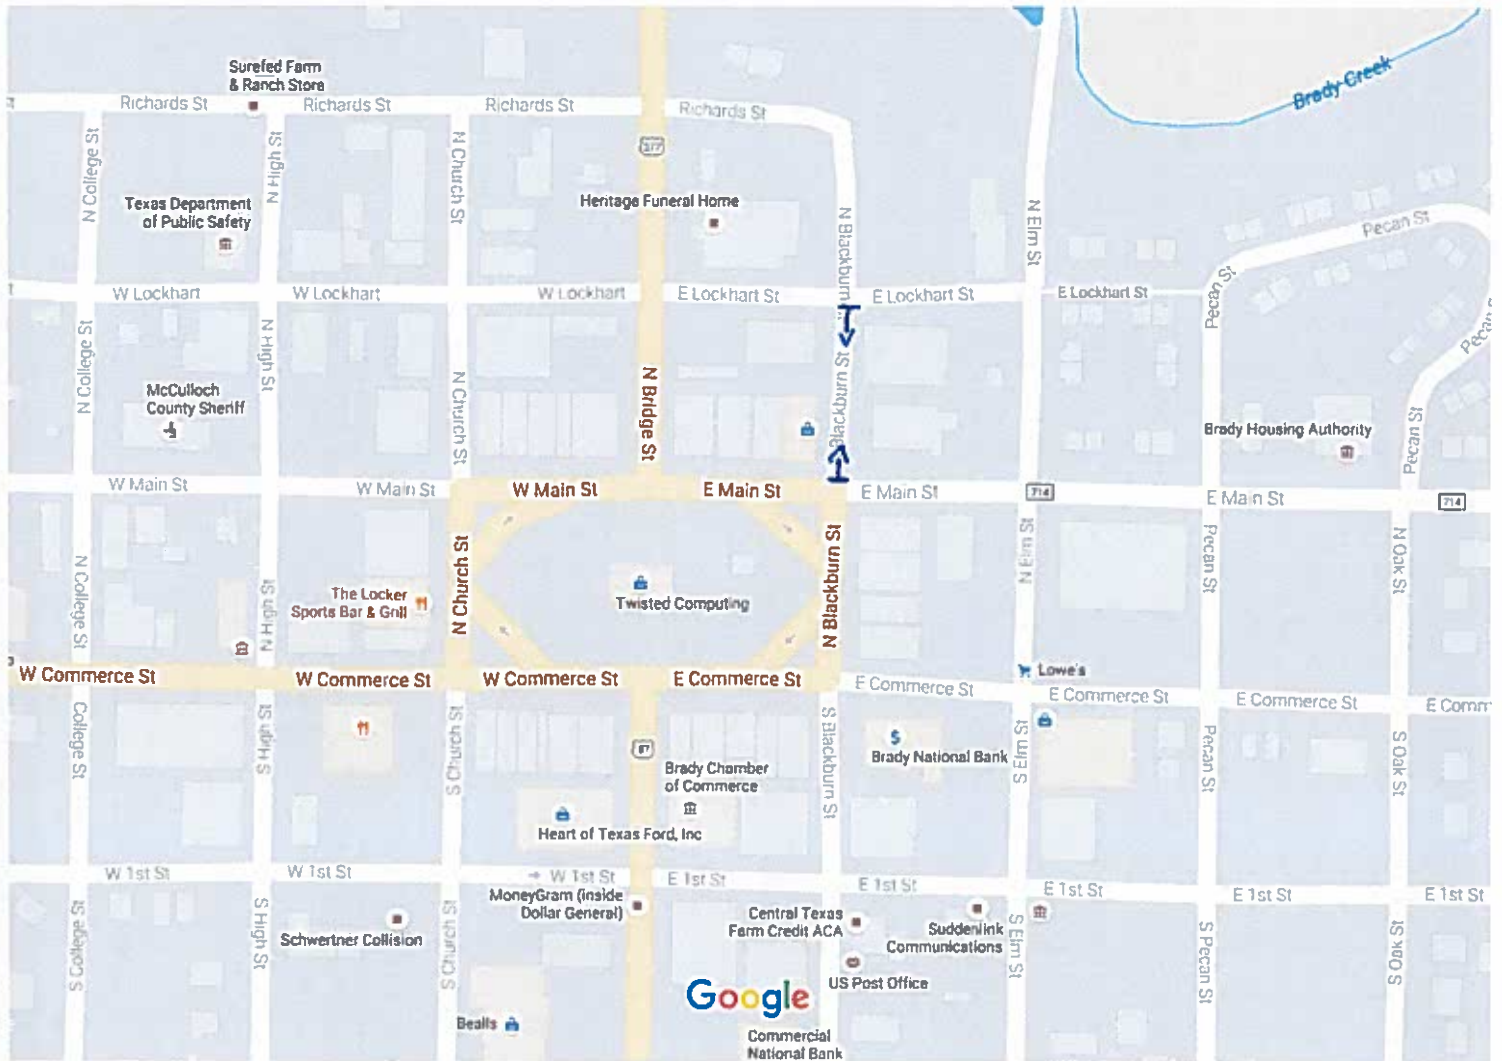 Surefed Farm
& Ranch Store
Richards St
Richards St
Richards St
Richards St
Brady Creek
N College St
N High St
N Church St
377
Texas Department
of Public Safety
Heritage Funeral Home
N Blackburn St
N Elm St
Pecan St
Pecan St
W Lockhart
W Lockhart
W Lockhart
E Lockhart St
E Lockhart St
E Lockhart St
N College St
N High St
N Church St
N Bridge St
Blackburn St
McCulloch
County Sheriff
Brady Housing Authority
Pecan St
W Main St
W Main St
W Main St
E Main St
E Main St
714
E Main St
714
N College St
N High St
N Church St
N Blackburn St
N Elm St
Pecan St
N Oak St
The Locker
Sports Bar & Grill
Twisted Computing
W Commerce St
W Commerce St
W Commerce St
E Commerce St
E Commerce St
Lowe's
E Commerce St
E Commerce St
E Comm
College St
S High St
S Church St
87
S Blackburn St
$
Brady National Bank
S Elm St
Pecan St
S Oak St
Brady Chamber
of Commerce
Heart of Texas Ford, Inc
W 1st St
W 1st St
W 1st St
E 1st St
E 1st St
E 1st St
E 1st St
E 1st St
MoneyGram (inside
Dollar General)
Central Texas
Farm Credit ACA
Suddenlink
Communications
S College St
Schwertner Collision
S High St
S Church St
S Elm St
S Pecan St
S Oak St
US Post Office
Google
Bealls
Commercial
National Bank